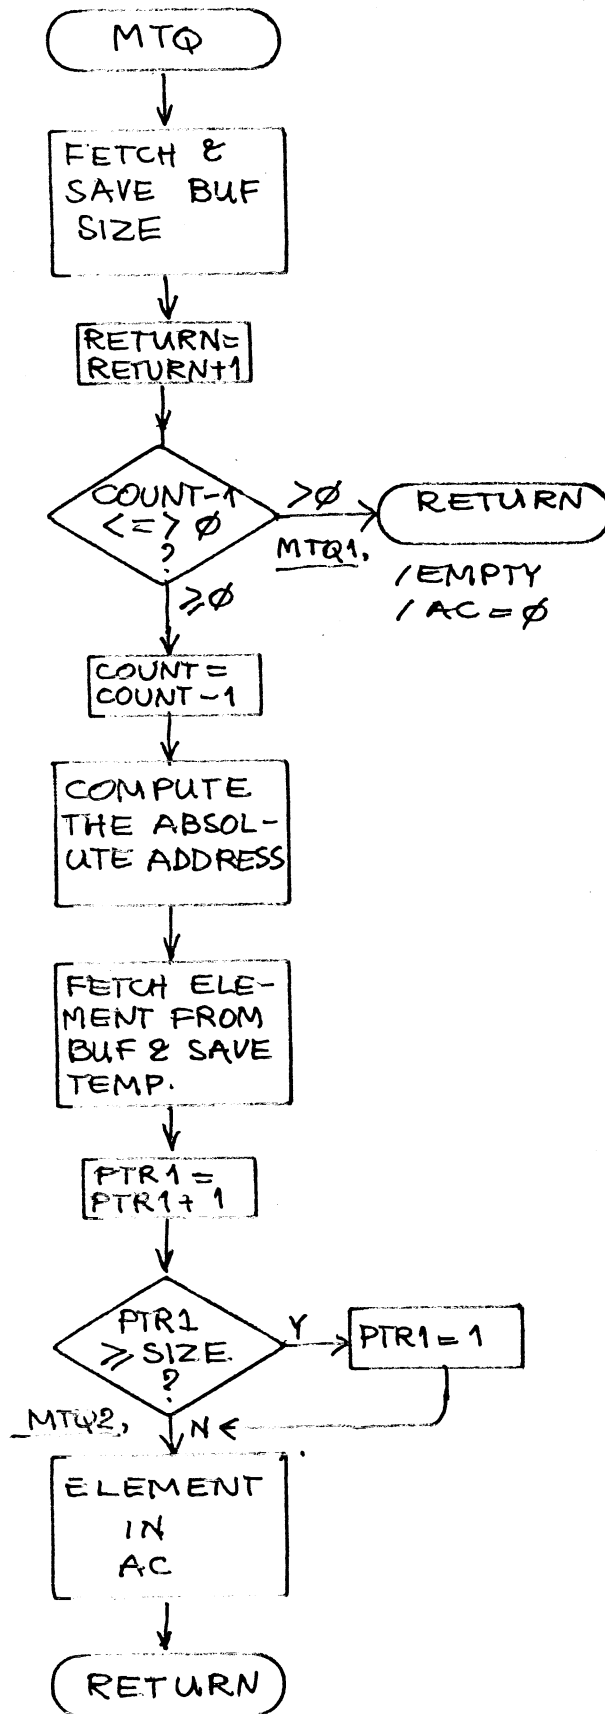 MTQ
FETCH &
SAVE BUF
SIZE
RETURN=
RETURN+1
COUNT-1
<=> Ø
?
>Ø
MTQ1,
RETURN
/EMPTY
/AC=Ø
≥Ø
COUNT=
COUNT-1
COMPUTE
THE ABSOL-
UTE ADDRESS
FETCH ELE-
MENT FROM
BUF & SAVE
TEMP.
PTR1=
PTR1+ 1
PTR1
≥ SIZE.
?
Y
PTR1=1
MTQ2,
N
ELEMENT
IN
AC
RETURN